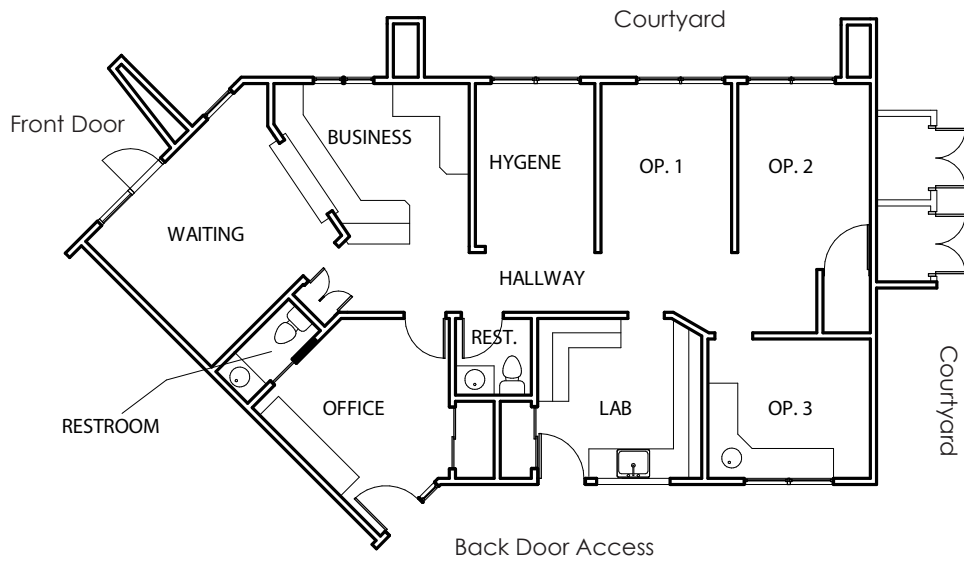 Courtyard
Front Door
BUSINESS
HYGENE
OP. 1
OP. 2
WAITING
HALLWAY
REST.
RESTROOM
OFFICE
LAB
OP. 3
Courtyard
Back Door Access